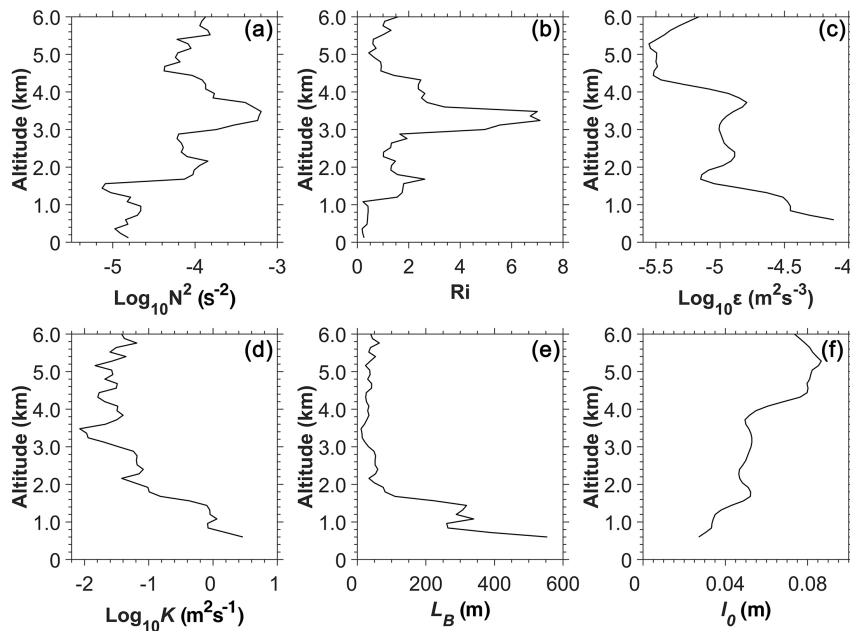 6.0
5.0
4.0
3.0
2.0
1.0
0
Altitude (km)
(a)
-5 -4 -3
Log₁₀N² (s⁻²)
6.0
5.0
4.0
3.0
2.0
1.0
0
Altitude (km)
(b)
0 2 4 6 8
Ri
6.0
5.0
4.0
3.0
2.0
1.0
0
Altitude (km)
(c)
-5.5 -5 -4.5 -4
Log₁₀ε (m²s⁻³)
6.0
5.0
4.0
3.0
2.0
1.0
0
Altitude (km)
(d)
−2 −1 0 1
Log₁₀K (m²s⁻¹)
6.0
5.0
4.0
3.0
2.0
1.0
0
Altitude (km)
(e)
0 200 400 600
L_B (m)
6.0
5.0
4.0
3.0
2.0
1.0
0
Altitude (km)
(f)
0 0.04 0.08
l₀ (m)